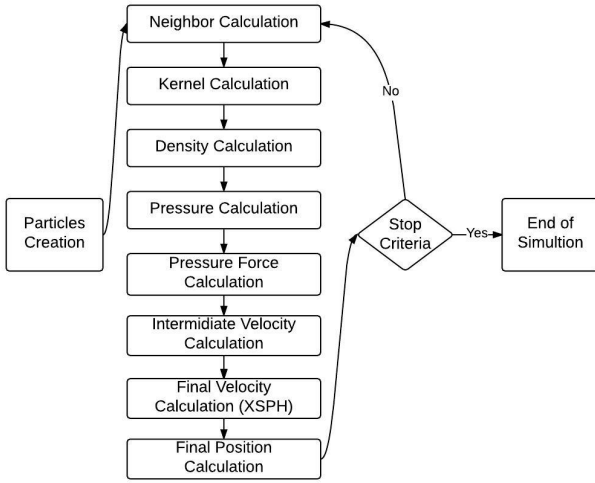 Neighbor Calculation
Kernel Calculation
Density Calculation
Pressure Calculation
Pressure Force
Calculation
Intermidiate Velocity
Calculation
Final Velocity
Calculation (XSPH)
Final Position
Calculation
Particles
Creation
No
Stop
Criteria
Yes
End of
Simultion